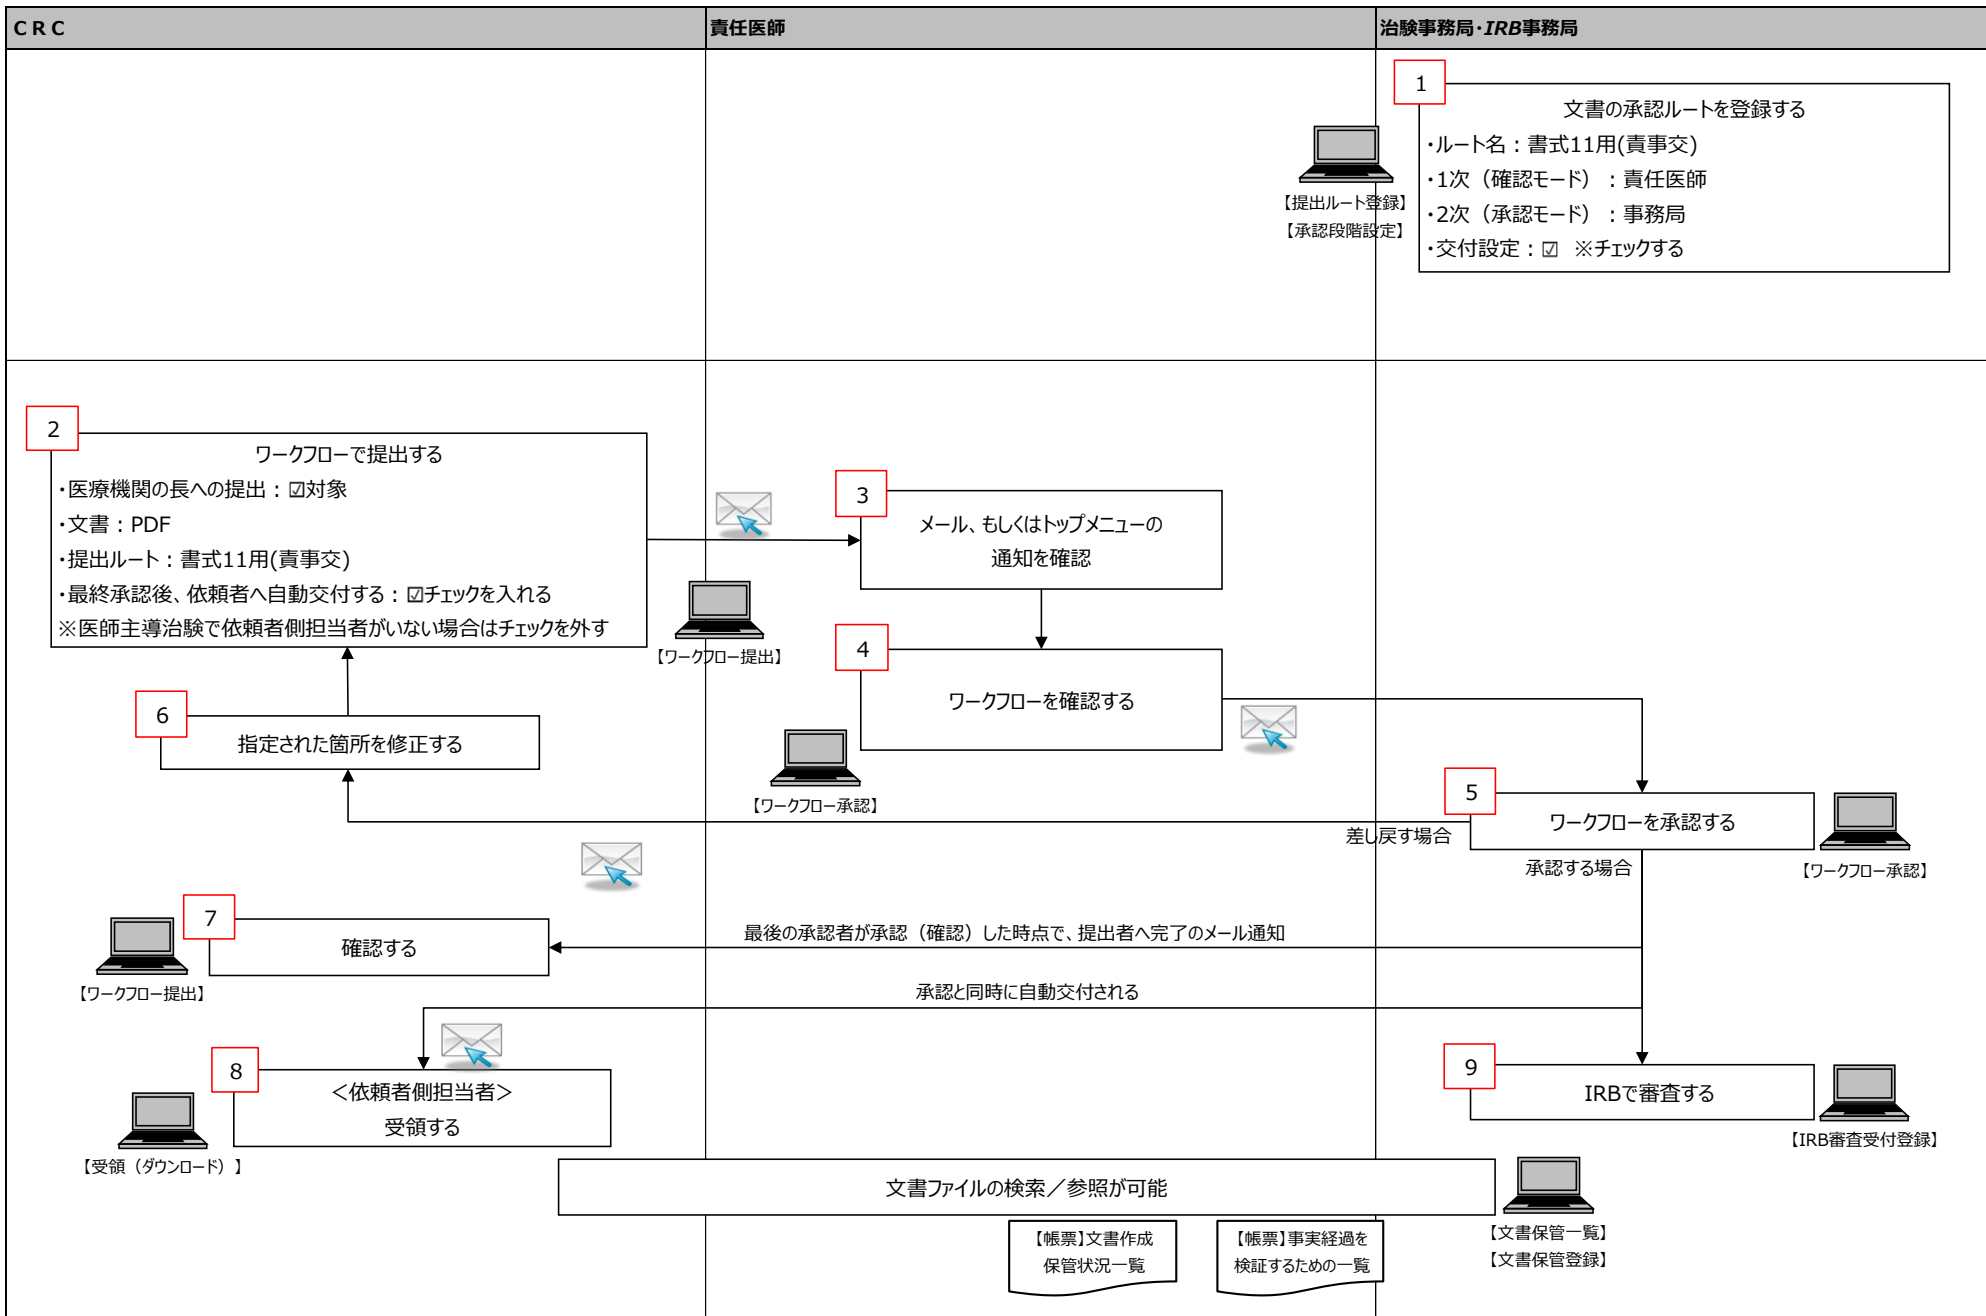 ＣＲＣ
責任医師
治験事務局・IRB事務局
1
文書の承認ルートを登録する
・ルート名：書式11用(責事交)
・1次（確認モード）：責任医師
・2次（承認モード）：事務局
・交付設定：☑ ※チェックする
【提出ルート登録】
【承認段階設定】
2
ワークフローで提出する
・医療機関の長への提出：☑対象
・文書：PDF
・提出ルート：書式11用(責事交)
・最終承認後、依頼者へ自動交付する：☑チェックを入れる
※医師主導治験で依頼者側担当者がいない場合はチェックを外す
【ワークフロー提出】
3
メール、もしくはトップメニューの
通知を確認
4
ワークフローを確認する
【ワークフロー承認】
5
ワークフローを承認する
【ワークフロー承認】
差し戻す場合
承認する場合
6
指定された箇所を修正する
7
確認する
【ワークフロー提出】
最後の承認者が承認（確認）した時点で、提出者へ完了のメール通知
承認と同時に自動交付される
8
＜依頼者側担当者＞
受領する
【受領（ダウンロード）】
9
IRBで審査する
【IRB審査受付登録】
文書ファイルの検索／参照が可能
【文書保管一覧】
【文書保管登録】
【帳票】文書作成
保管状況一覧
【帳票】事実経過を
検証するための一覧